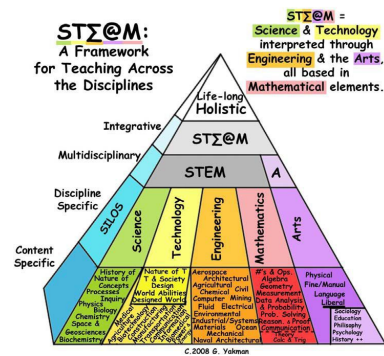 STΣ@M:
A Framework
for Teaching Across
the Disciplines
STΣ@M =
Science & Technology
interpreted through
Engineering & the Arts,
all based in
Mathematical elements.
Life-long
Holistic
Integrative
STΣ@M
Multidisciplinary
STEM
A
Discipline
Specific
SILOS
Science
Technology
Engineering
Mathematics
Arts
Content
Specific
History of
Nature of
Concepts
Processes
Inquiry
Physics
Biology
Chemistry
Space &
Geosciences
Biochemistry
Nature of T
T & Society
Design
World Abilities
Designed World
Aerospace
Architectural
Agricultural
Chemical Civil
Computer Mining
Fluid Electrical
Environmental
Industrial/Systems
Materials Ocean
Mechanical
Naval Architectural
#'s & Ops.
Algebra
Geometry
Measurement
Data Analysis
& Probability
Prob. Solving
Reason. & Proof
Communication
Theory
Calc. & Trig
Physical
Fine/Manual
Language
Liberal
Sociology
Education
Philosophy
Psychology
History ++
C.2008 G. Yakman